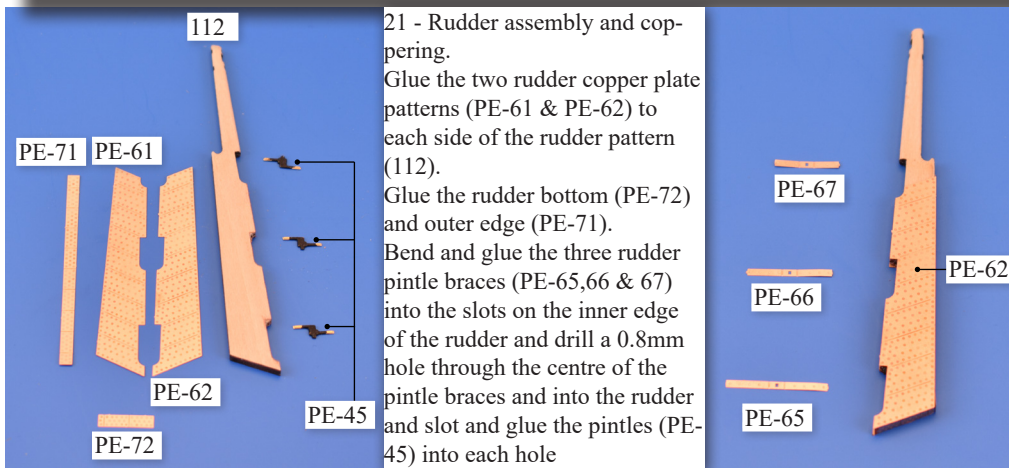 112
PE-71
PE-61
PE-62
PE-72
PE-45
21 - Rudder assembly and cop-
pering.
Glue the two rudder copper plate
patterns (PE-61 & PE-62) to
each side of the rudder pattern
(112).
Glue the rudder bottom (PE-72)
and outer edge (PE-71).
Bend and glue the three rudder
pintle braces (PE-65,66 & 67)
into the slots on the inner edge
of the rudder and drill a 0.8mm
hole through the centre of the
pintle braces and into the rudder
and slot and glue the pintles (PE-
45) into each hole
PE-67
PE-66
PE-62
PE-65